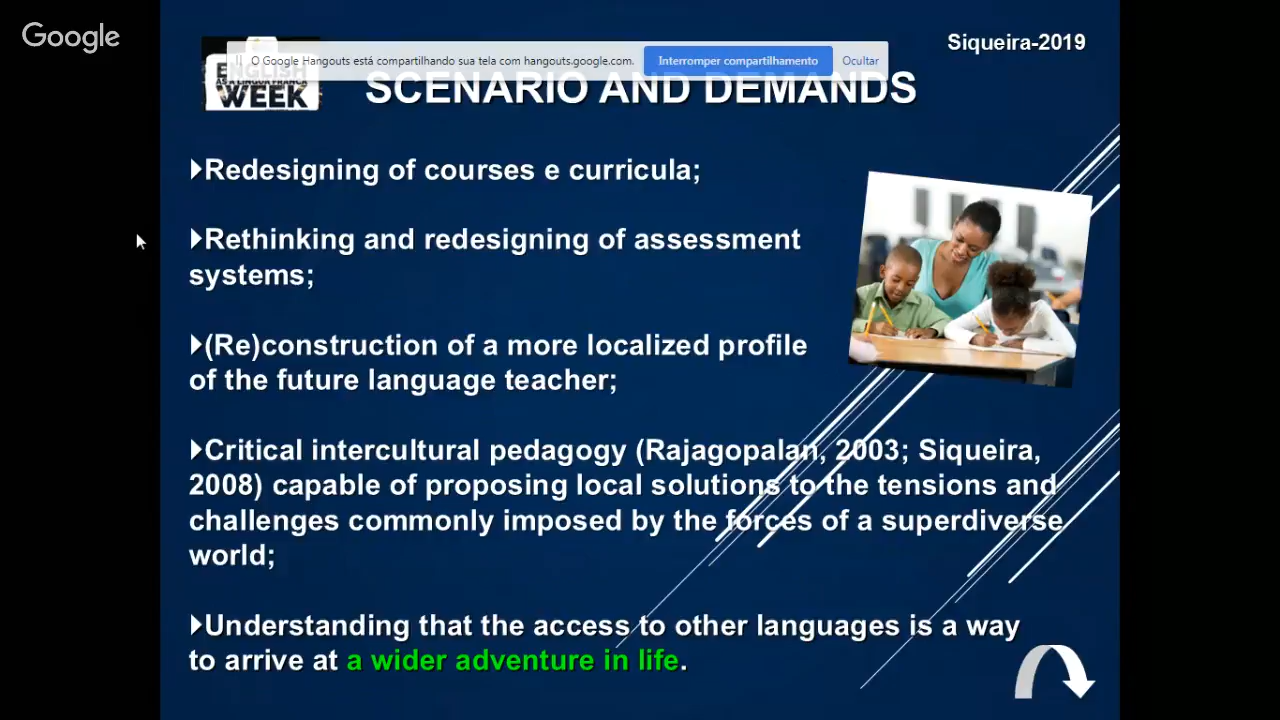 Google
Siqueira-2019
O Google Hangouts está compartilhando sua tela com hangouts.google.com.
Interromper compartilhamento
Ocultar
ENGLISH
AS A LINGUA FRANCA
WEEK
SCENARIO AND DEMANDS
Redesigning of courses e curricula;
Rethinking and redesigning of assessment
systems;
(Re)construction of a more localized profile
of the future language teacher;
Critical intercultural pedagogy (Rajagopalan, 2003; Siqueira,
2008) capable of proposing local solutions to the tensions and
challenges commonly imposed by the forces of a superdiverse
world;
Understanding that the access to other languages is a way
to arrive at a wider adventure in life.